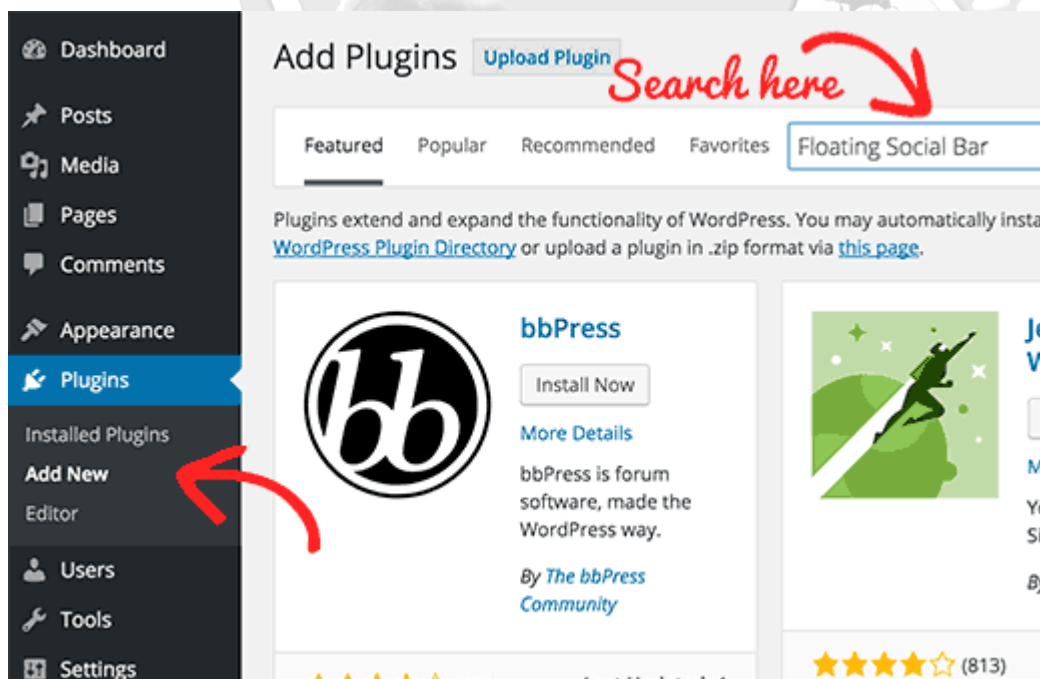 Dashboard
Posts
Media
Pages
Comments
Appearance
Plugins
Installed Plugins
Add New
Editor
Users
Tools
Settings
Add Plugins
Upload Plugin
Search here
Featured Popular Recommended Favorites Floating Social Bar
Plugins extend and expand the functionality of WordPress. You may automatically
WordPress Plugin Directory or upload a plugin in .zip format via this page.
bb
bbPress
Install Now
More Details
bbPress is forum
software, made the
WordPress way.
By The bbPress
Community
(813)